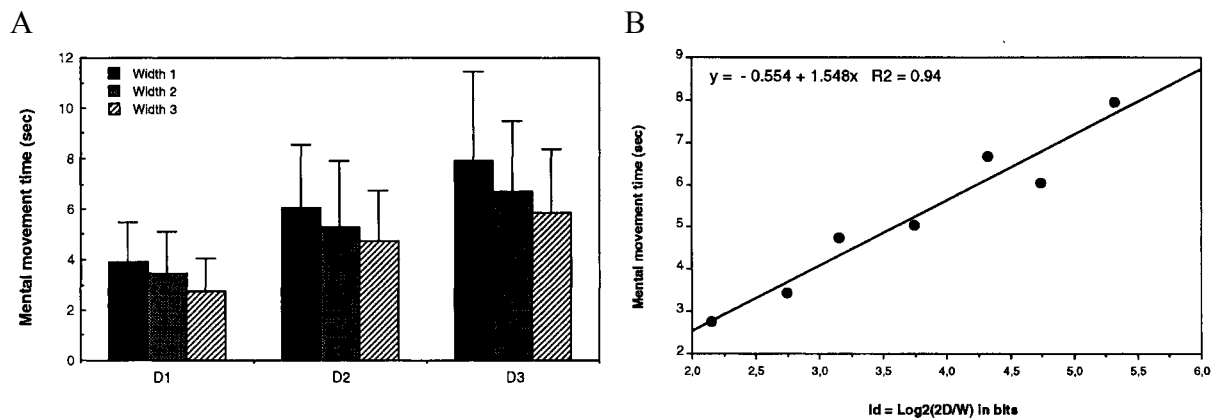 A
Mental movement time (sec)
12
10
8
6
4
2
0
Width 1
Width 2
Width 3
D1
D2
D3
B
Mental movement time (sec)
9
8
7
6
5
4
3
2
y = - 0.554 + 1.548x R2 = 0.94
2,0
2,5
3,0
3,5
4,0
4,5
5,0
5,5
6,0
Id = Log2(2D/W) in bits